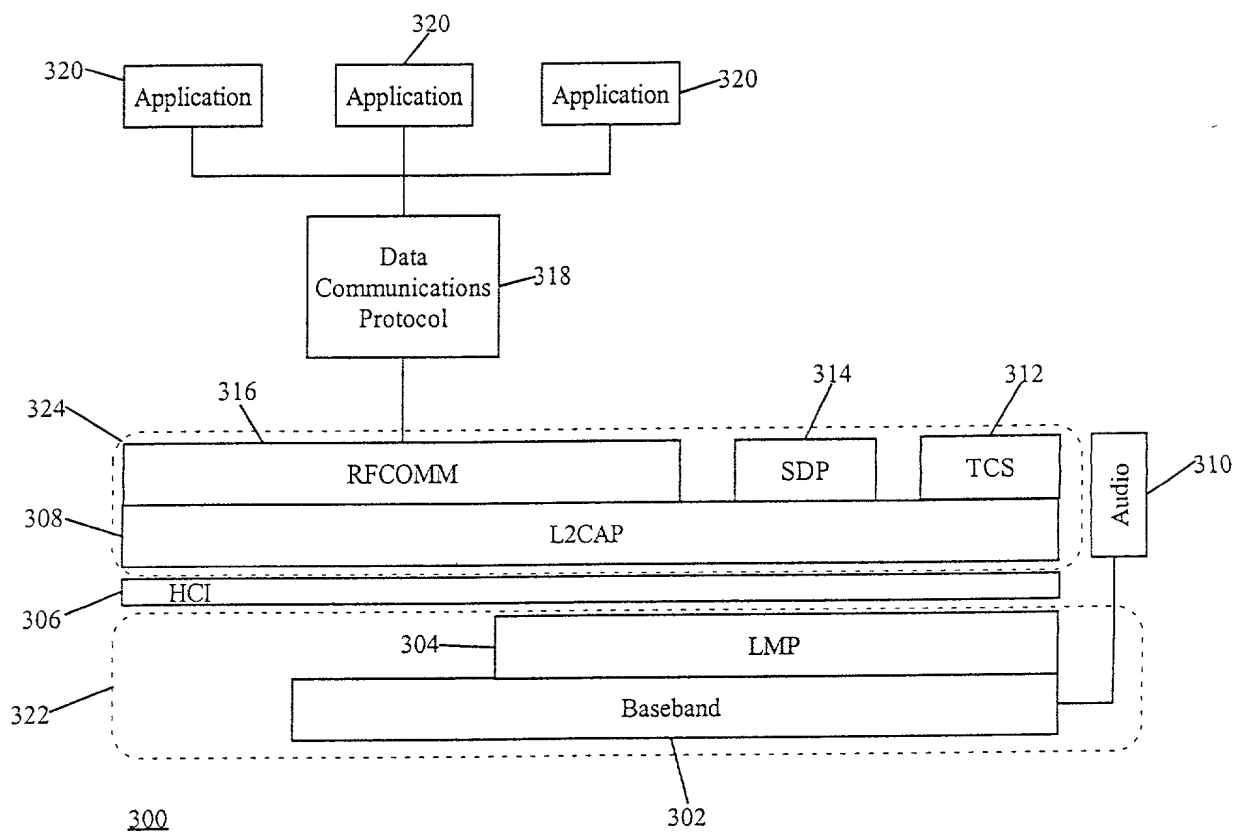 320
320
320
Application
Application
Application
Data
Communications
Protocol
318
316
314
312
324
RFCOMM
SDP
TCS
Audio
310
308
L2CAP
HCI
306
304
LMP
322
Baseband
302
300